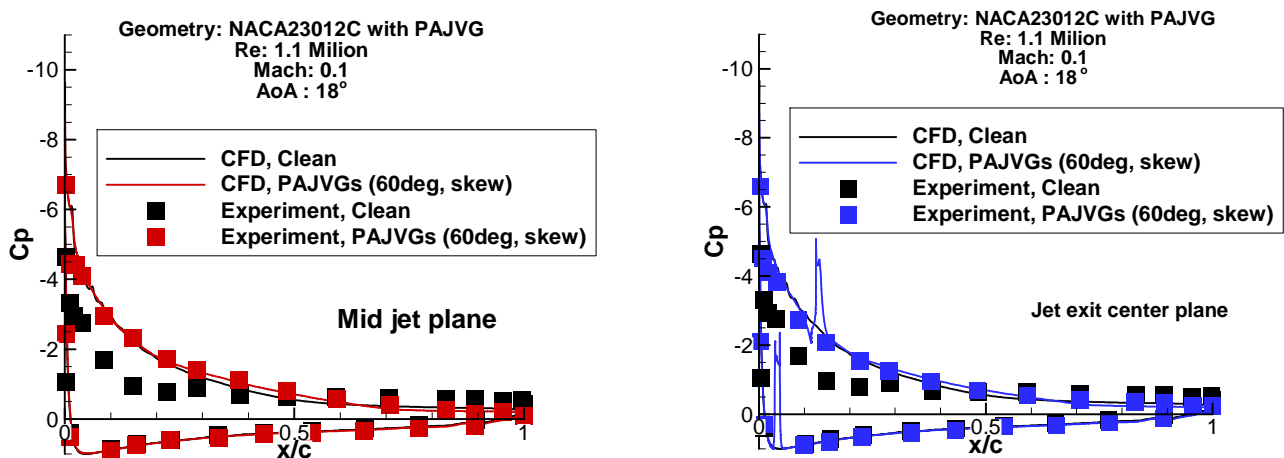 Geometry: NACA23012C with PAJVG
Re: 1.1 Milion
Mach: 0.1
AoA : 18°
-10
-8
-6
-4
-2
0
Cp
CFD, Clean
CFD, PAJVGs (60deg, skew)
Experiment, Clean
Experiment, PAJVGs (60deg, skew)
Mid jet plane
0
0.5
1
x/c
Geometry: NACA23012C with PAJVG
Re: 1.1 Milion
Mach: 0.1
AoA : 18°
-10
-8
-6
-4
-2
0
Cp
CFD, Clean
CFD, PAJVGs (60deg, skew)
Experiment, Clean
Experiment, PAJVGs (60deg, skew)
Jet exit center plane
0
0.5
1
x/c